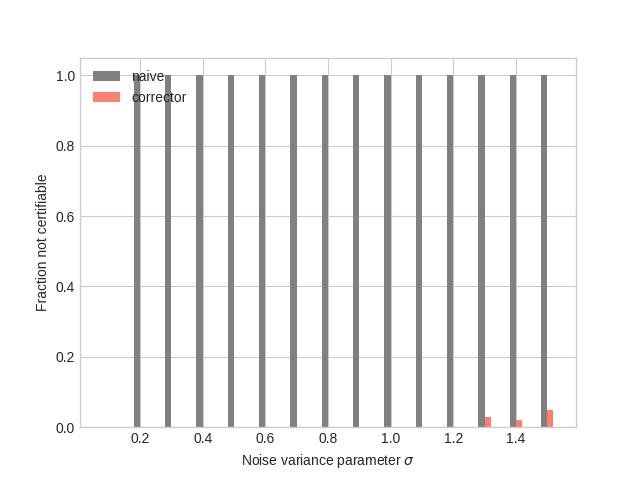 naive
corrector
Fraction not certifiable
1.0
0.8
0.6
0.4
0.2
0.0
0.2 0.4 0.6 0.8 1.0 1.2 1.4
Noise variance parameter σ